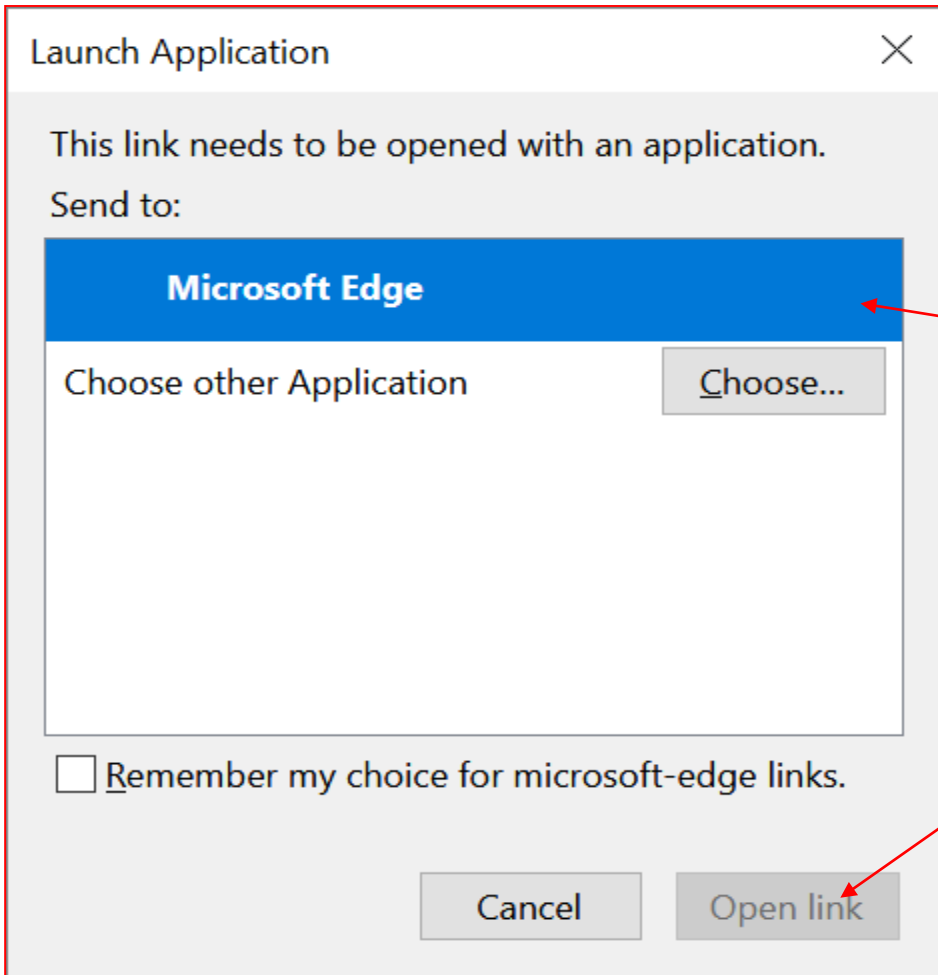 Launch Application
This link needs to be opened with an application.
Send to:
Microsoft Edge
Choose other Application
Choose...
Remember my choice for microsoft-edge links.
Cancel
Open link